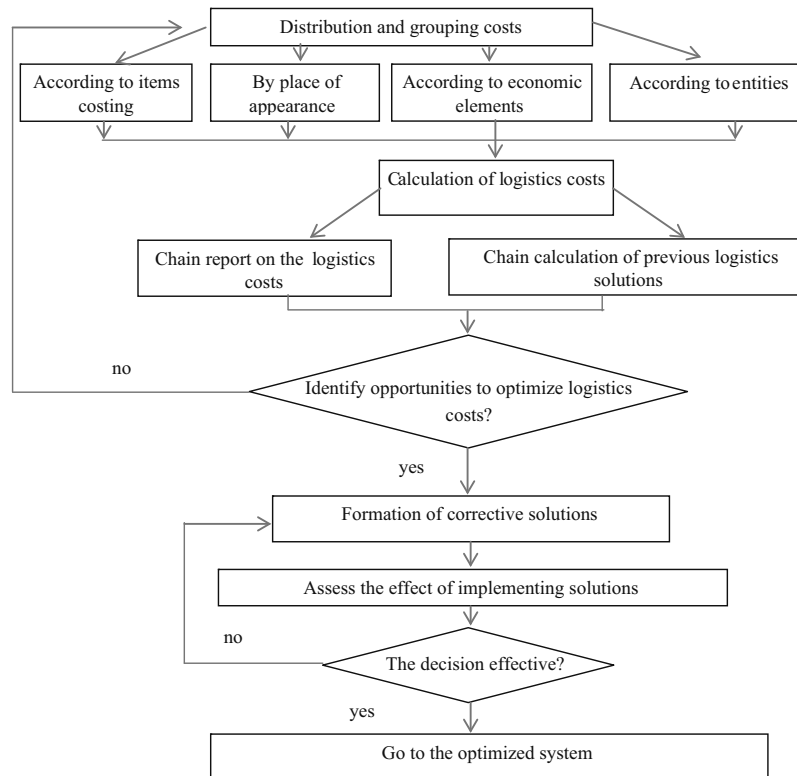 Distribution and grouping costs
According to items
costing
By place of
appearance
According to economic
elements
According to entities
Calculation of logistics costs
Chain report on the logistics
costs
Chain calculation of previous logistics
solutions
no
Identify opportunities to optimize logistics
costs?
yes
Formation of corrective solutions
Assess the effect of implementing solutions
no
The decision effective?
yes
Go to the optimized system